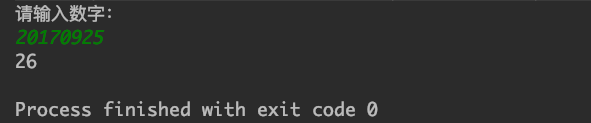 请输入数字：
20170925
26
Process finished with exit code 0